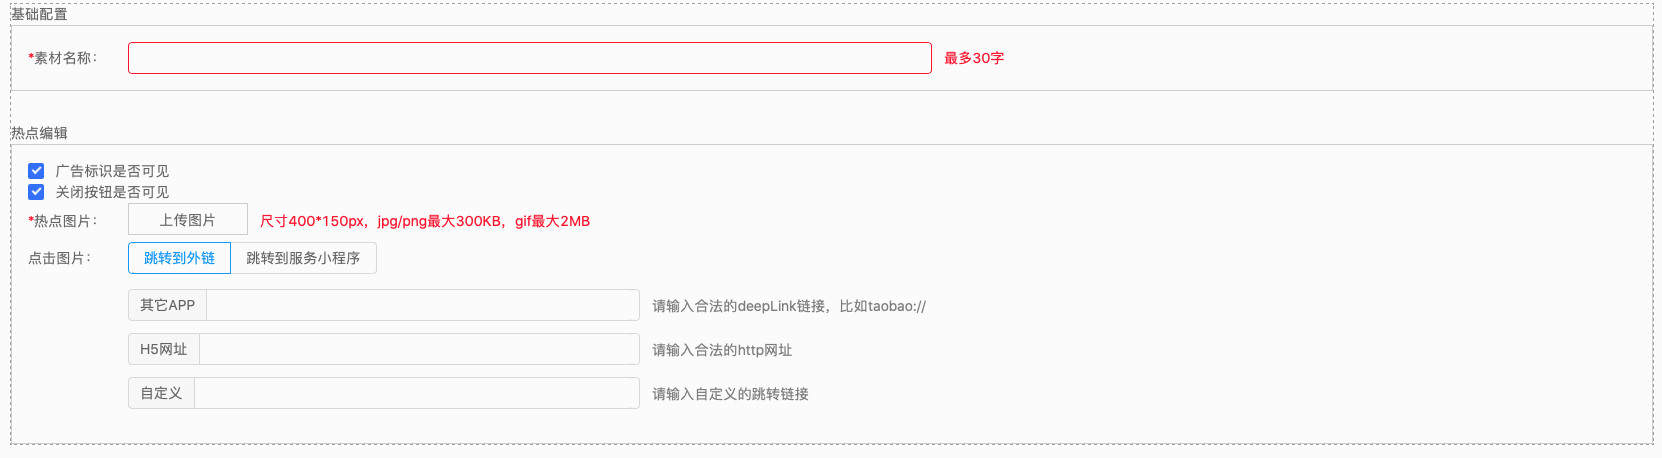 基础配置
*素材名称： 最多30字
热点编辑
广告标识是否可见
关闭按钮是否可见
*热点图片： 上传图片 尺寸400*150px，jpg/png最大300KB，gif最大2MB
点击图片： 跳转到外链 跳转到服务小程序
其它APP 请输入合法的deepLink链接，比如taobao://
H5网址 请输入合法的http网址
自定义 请输入自定义的跳转链接